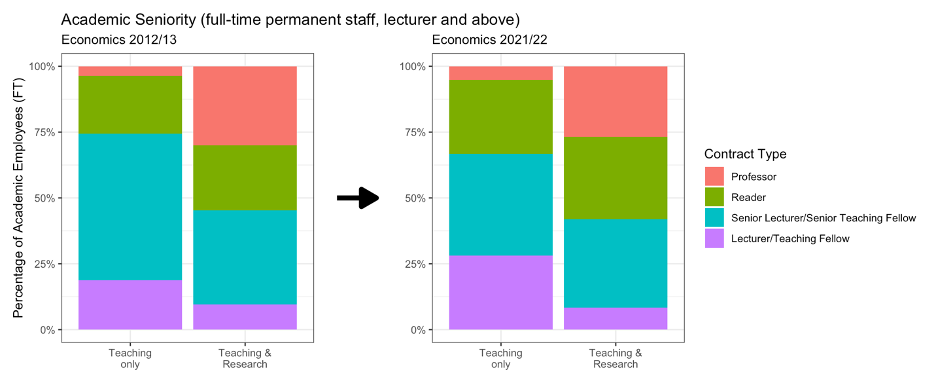 Academic Seniority (full-time permanent staff, lecturer and above)
Economics 2012/13
Economics 2021/22
Percentage of Academic Employees (FT)
100%
75%
50%
25%
0%
Teaching
only
Teaching &
Research
100%
75%
50%
25%
0%
Teaching
only
Teaching &
Research
Contract Type
Professor
Reader
Senior Lecturer/Senior Teaching Fellow
Lecturer/Teaching Fellow